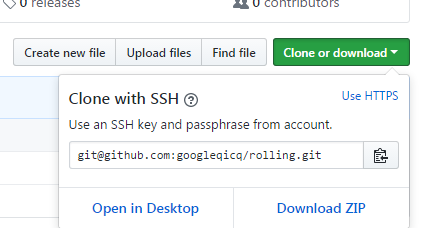 0 releases
0 contributors
Create new file
Upload files
Find file
Clone or download
Clone with SSH
Use HTTPS
Use an SSH key and passphrase from account.
git@github.com:googleqicq/rolling.git
Open in Desktop
Download ZIP